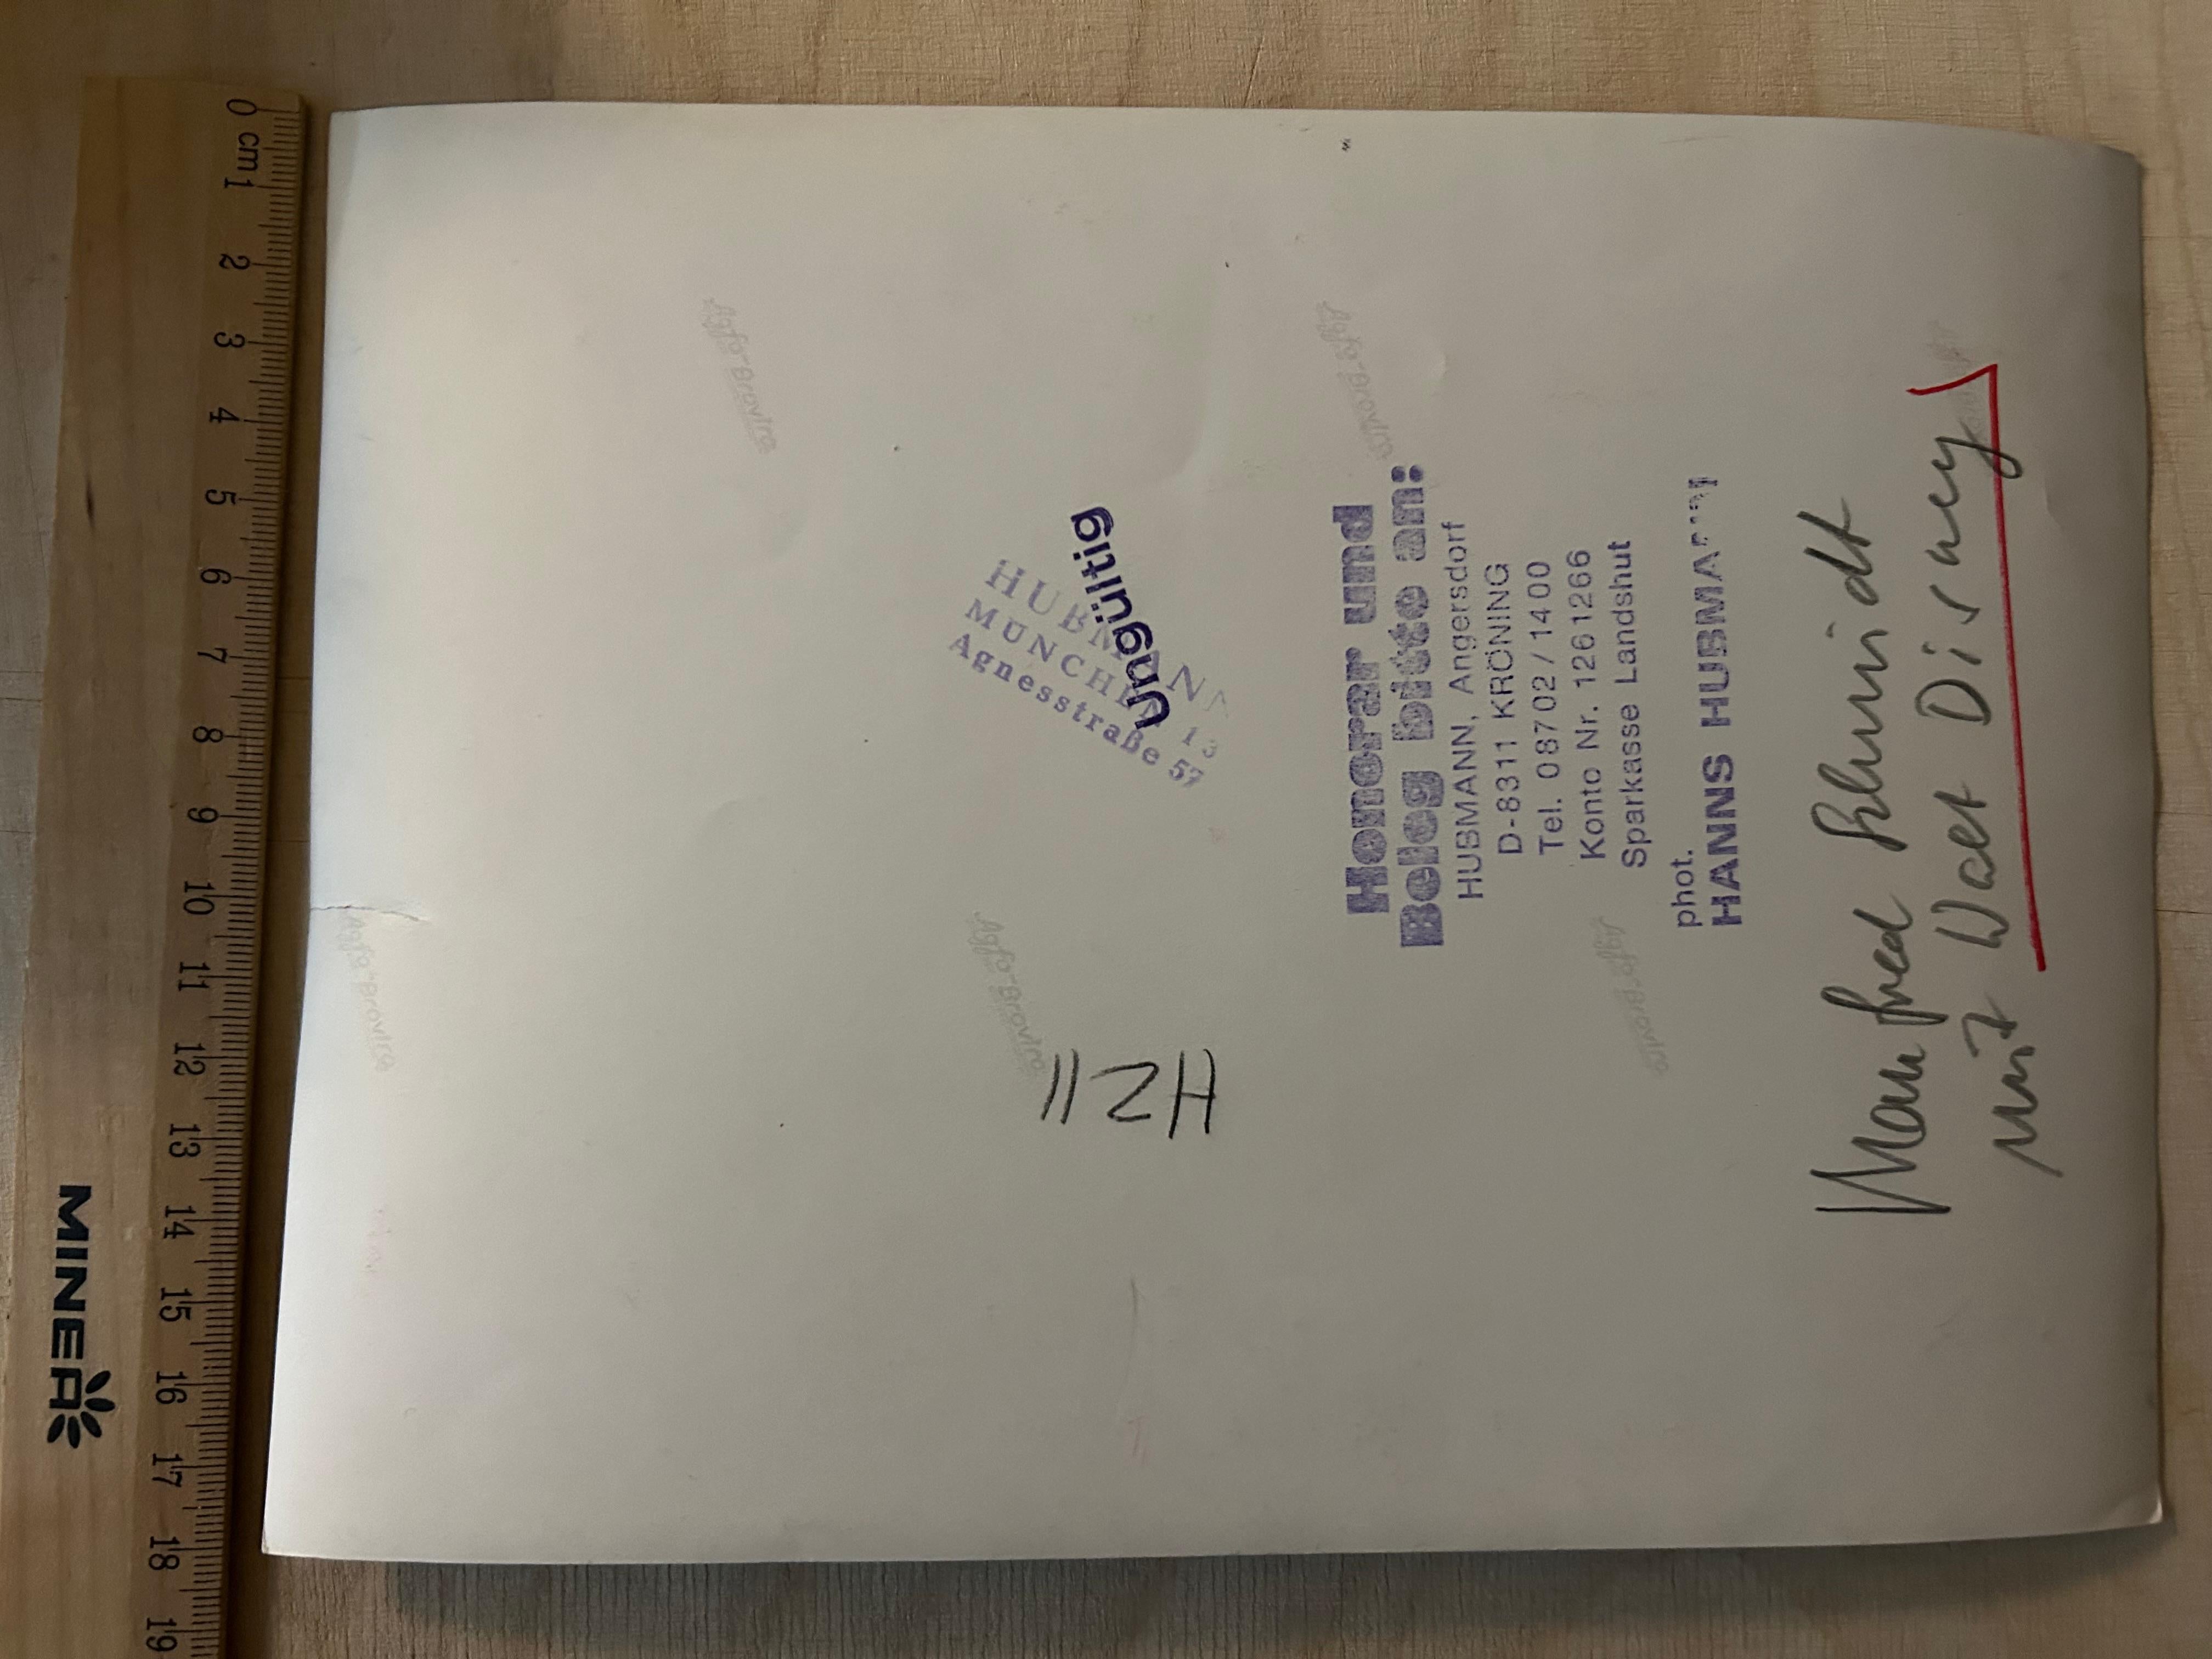 0 cm 1 2 3 4 5 6 7 8 9 10 11 12 13 14 15 16 17 18 19
MINERA
HUBMANN
MÜNCHEN 13
Agnesstraße 57
Ungültig
Honorar und
Beleg bitte an:
HUBMANN, Angersdorf
D-8311 KRÖNING
Tel. 08702/1400
Konto Nr. 1261266
Sparkasse Landshut
phot.
HANNS HUBMANN
Manfred Schmidt
mit Walt Disney
Agfa-Brovira
Agfa-Brovira
Agfa-Brovira
Agfa-Brovira
Agfa-Brovira